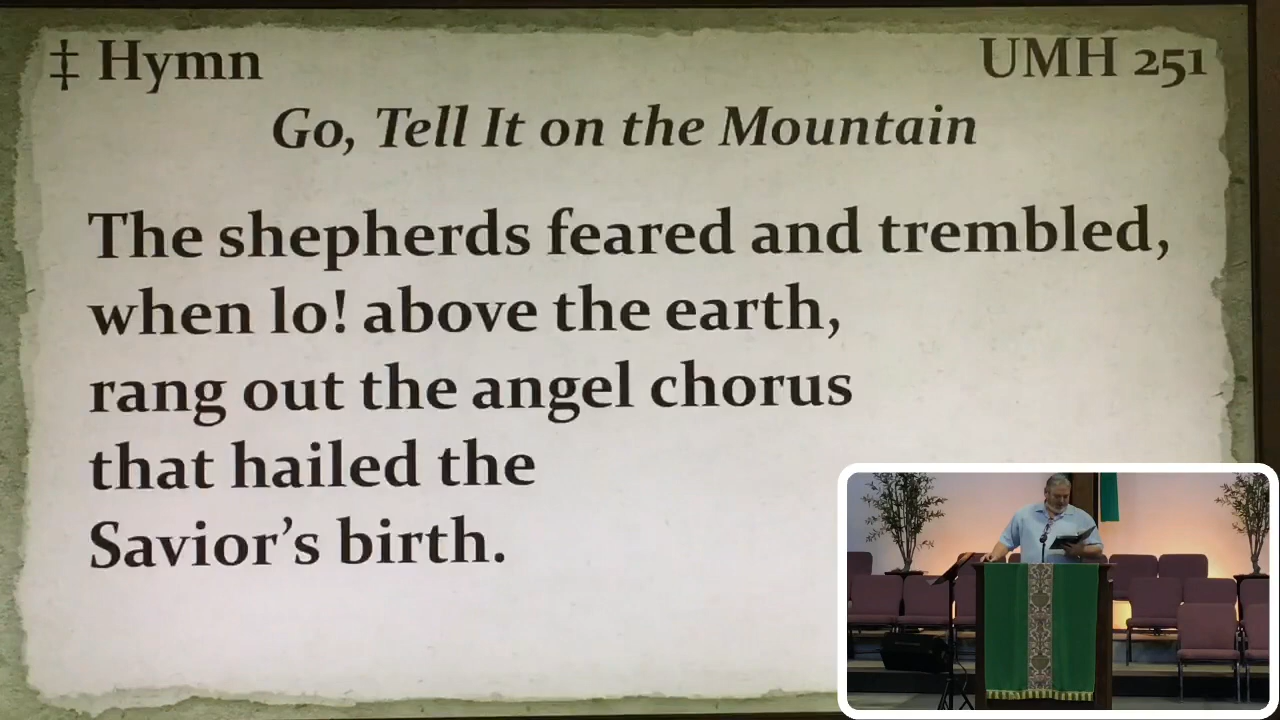 ‡ Hymn UMH 251
Go, Tell It on the Mountain
The shepherds feared and trembled,
when lo! above the earth,
rang out the angel chorus
that hailed the
Savior's birth.